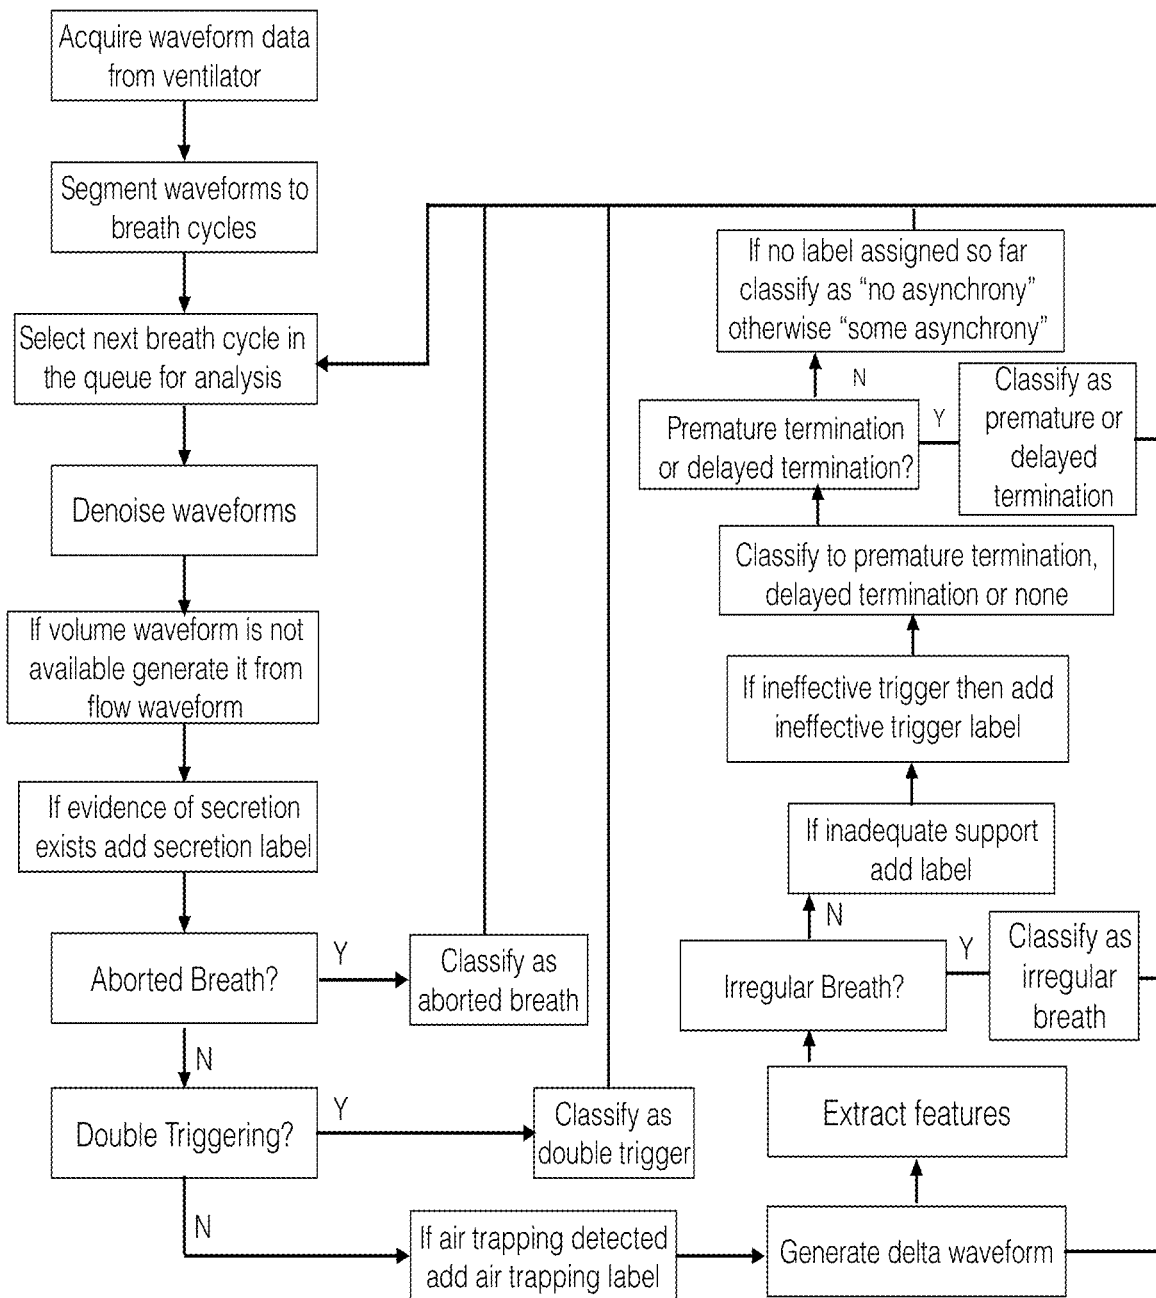 Acquire waveform data
from ventilator
Segment waveforms to
breath cycles
Select next breath cycle in
the queue for analysis
Denoise waveforms
If volume waveform is not
available generate it from
flow waveform
If evidence of secretion
exists add secretion label
Aborted Breath?
Y
Classify as
aborted breath
N
Double Triggering?
Y
Classify as
double trigger
N
If air trapping detected
add air trapping label
Generate delta waveform
Extract features
Irregular Breath?
Y
Classify as
irregular
breath
N
If inadequate support
add label
If ineffective trigger then add
ineffective trigger label
Classify to premature termination,
delayed termination or none
Premature termination
or delayed termination?
Y
Classify as
premature or
delayed
termination
N
If no label assigned so far
classify as “no asynchrony”
otherwise “some asynchrony”